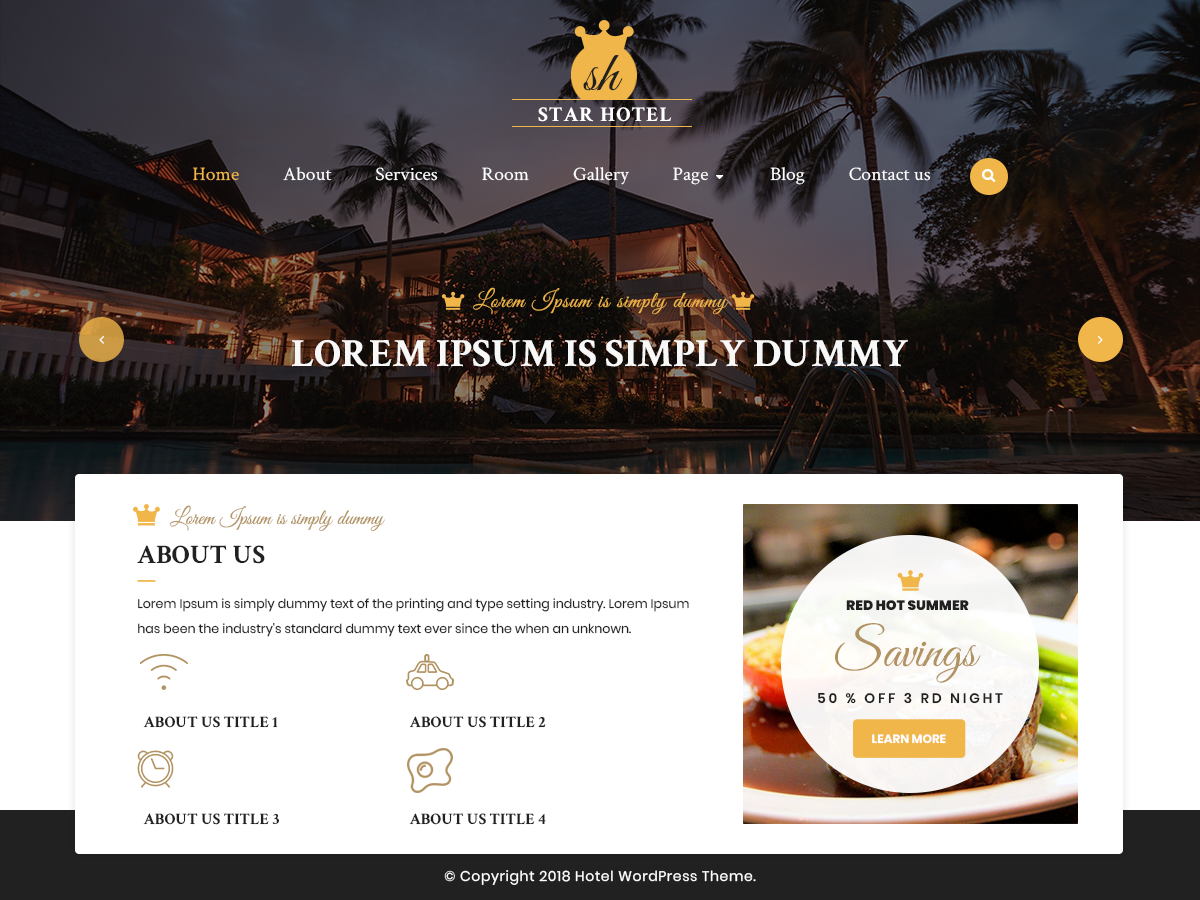 sh
STAR HOTEL
Home About Services Room Gallery Page Blog Contact us
Lorem Ipsum is simply dummy
LOREM IPSUM IS SIMPLY DUMMY
Lorem Ipsum is simply dummy
ABOUT US
Lorem Ipsum is simply dummy text of the printing and type setting industry. Lorem Ipsum
has been the industry's standard dummy text ever since the when an unknown.
ABOUT US TITLE 1
ABOUT US TITLE 2
ABOUT US TITLE 3
ABOUT US TITLE 4
RED HOT SUMMER
Savings
50 % OFF 3 RD NIGHT
LEARN MORE
© Copyright 2018 Hotel WordPress Theme.